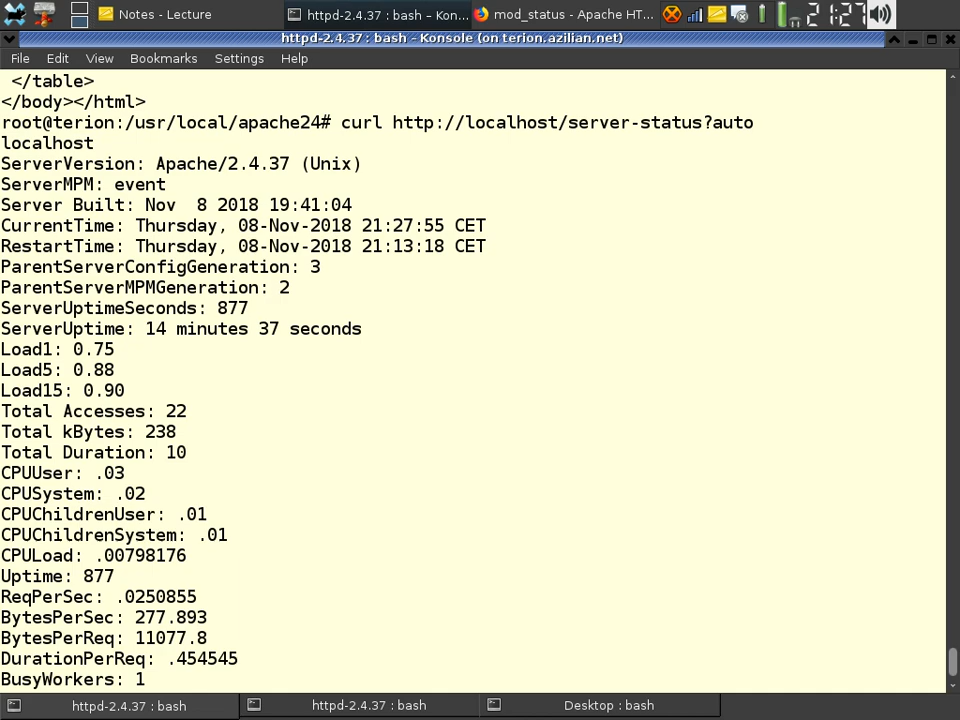 Notes - Lecture
httpd-2.4.37 : bash – Kon...
mod_status - Apache HT...
21:27
httpd-2.4.37 : bash - Konsole (on terion.azilian.net)
File Edit View Bookmarks Settings Help
</table>
</body></html>
root@terion:/usr/local/apache24# curl http://localhost/server-status?auto
localhost
ServerVersion: Apache/2.4.37 (Unix)
ServerMPM: event
Server Built: Nov  8 2018 19:41:04
CurrentTime: Thursday, 08-Nov-2018 21:27:55 CET
RestartTime: Thursday, 08-Nov-2018 21:13:18 CET
ParentServerConfigGeneration: 3
ParentServerMPMGeneration: 2
ServerUptimeSeconds: 877
ServerUptime: 14 minutes 37 seconds
Load1: 0.75
Load5: 0.88
Load15: 0.90
Total Accesses: 22
Total kBytes: 238
Total Duration: 10
CPUUser: .03
CPUSystem: .02
CPUChildrenUser: .01
CPUChildrenSystem: .01
CPULoad: .00798176
Uptime: 877
ReqPerSec: .0250855
BytesPerSec: 277.893
BytesPerReq: 11077.8
DurationPerReq: .454545
BusyWorkers: 1
httpd-2.4.37 : bash
httpd-2.4.37 : bash
Desktop : bash